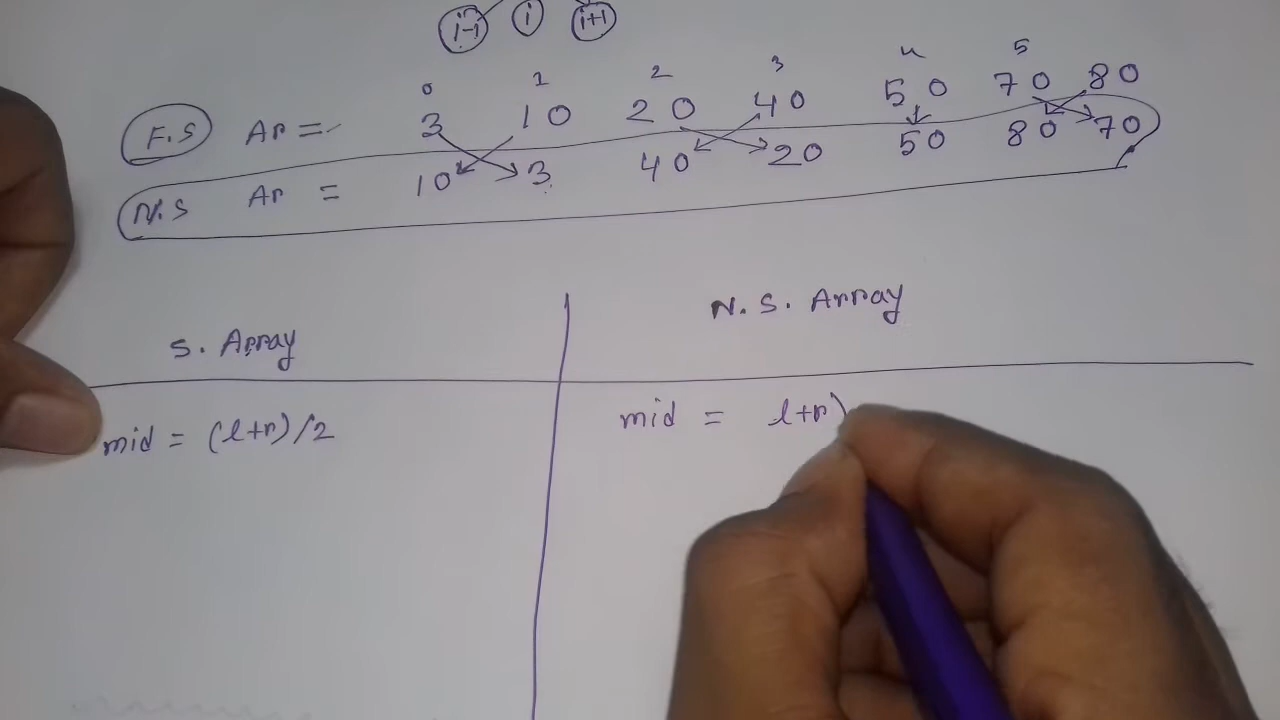 i-1 i i+1
0 1 2 3 4 5
F.S Ar = 3 10 20 40 50 70 80
N.S Ar = 10 3 40 20 50 80 70
S. Array N.S. Array
mid = (l+r)/2 mid = l+r)